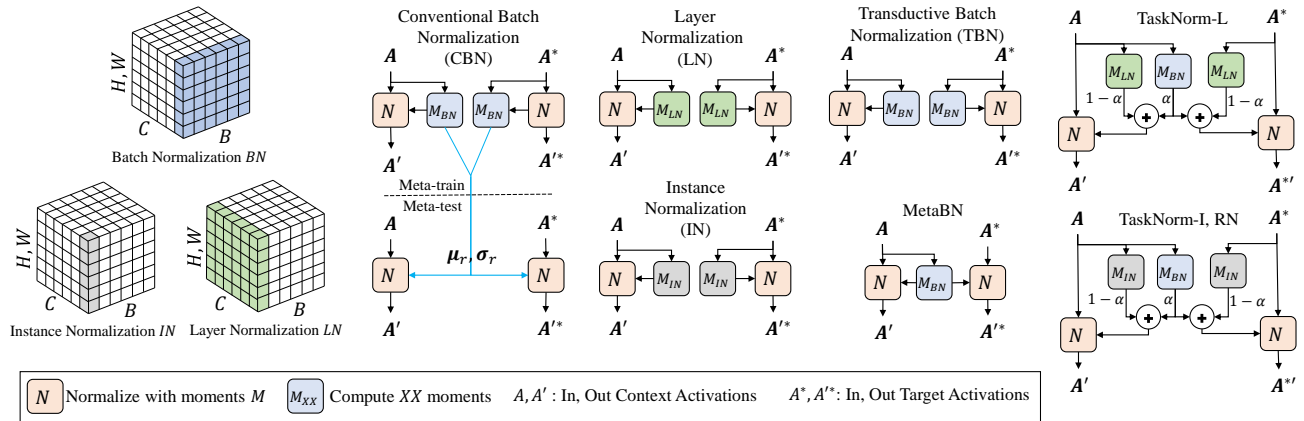 H, W
C
B
Batch Normalization BN
H, W
C
B
Instance Normalization IN
H, W
C
B
Layer Normalization LN
Conventional Batch
Normalization
(CBN)
A
A*
N
M_BN
M_BN
N
A′
A′*
Meta-train
Meta-test
A
A*
μ_r, σ_r
N
N
A′
A′*
Layer
Normalization
(LN)
A
A*
N
M_LN
M_LN
N
A′
A′*
Instance
Normalization
(IN)
A
A*
N
M_IN
M_IN
N
A′
A′*
Transductive Batch
Normalization (TBN)
A
A*
N
M_BN
M_BN
N
A′
A′*
MetaBN
A
A*
N
M_BN
N
A′
A′*
TaskNorm-L
A
A*
M_LN
M_BN
M_LN
1 − α
α
1 − α
+
+
N
N
A′
A*′
TaskNorm-I, RN
A
A*
M_IN
M_BN
M_IN
1 − α
α
1 − α
+
+
N
N
A′
A*′
N Normalize with moments M
M_XX Compute XX moments
A, A′ : In, Out Context Activations
A*, A′*: In, Out Target Activations